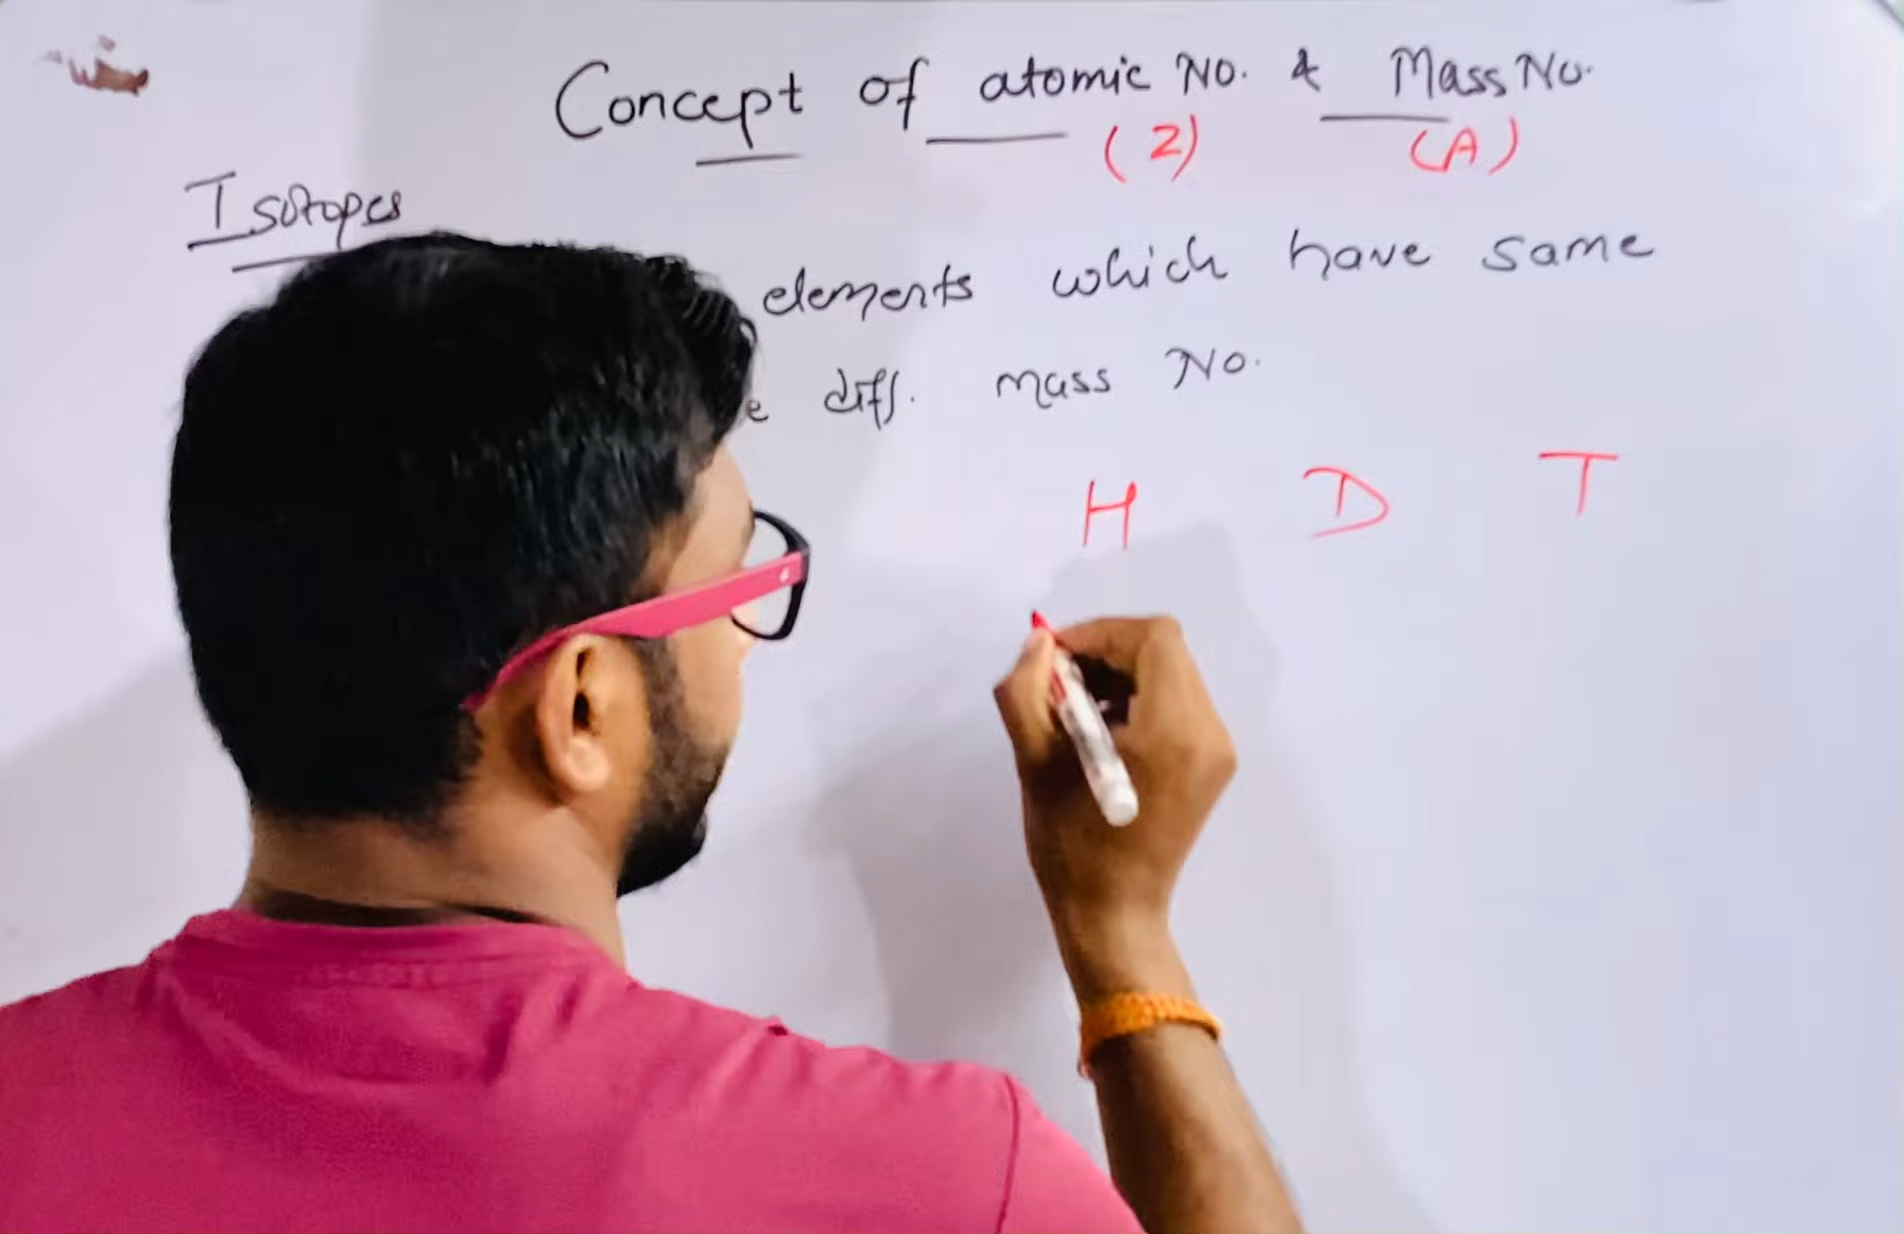 Concept of atomic No. & Mass No.
(Z) (A)
Isotopes
elements which have same
diff. mass No.
H D T